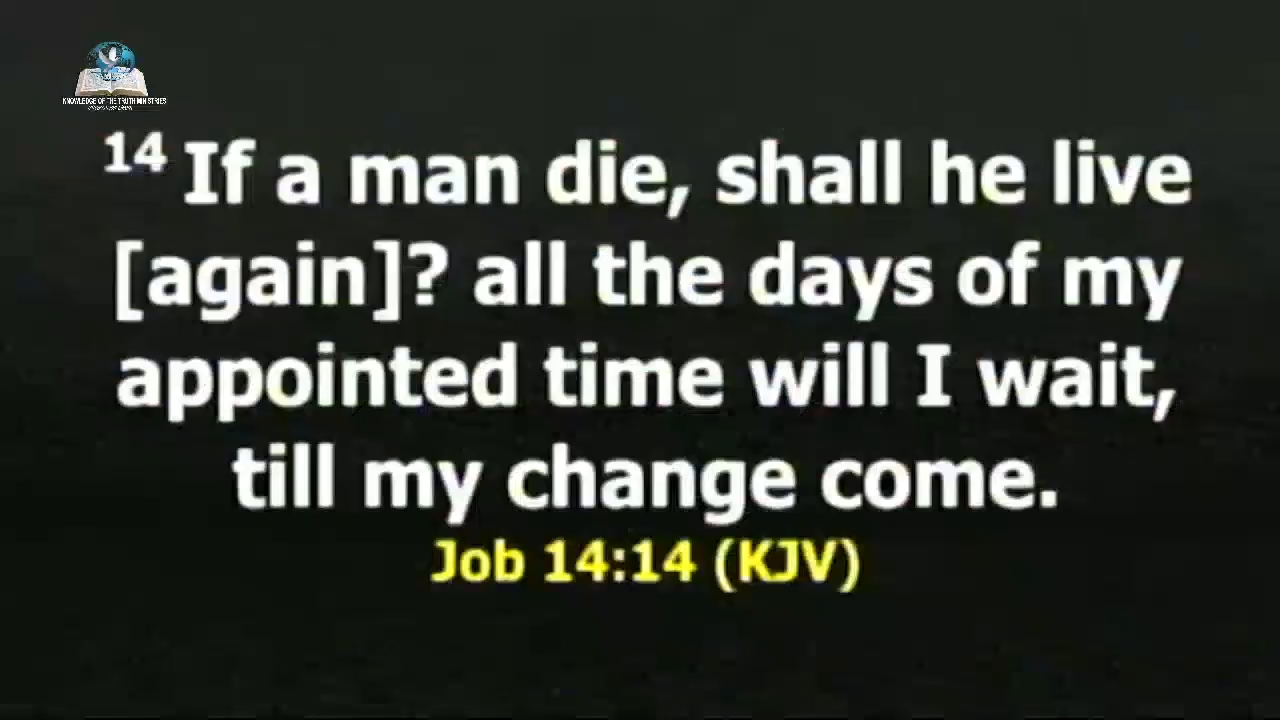 KNOWLEDGE OF THE TRUTH MINISTRIES
14 If a man die, shall he live
[again]? all the days of my
appointed time will I wait,
till my change come.
Job 14:14 (KJV)